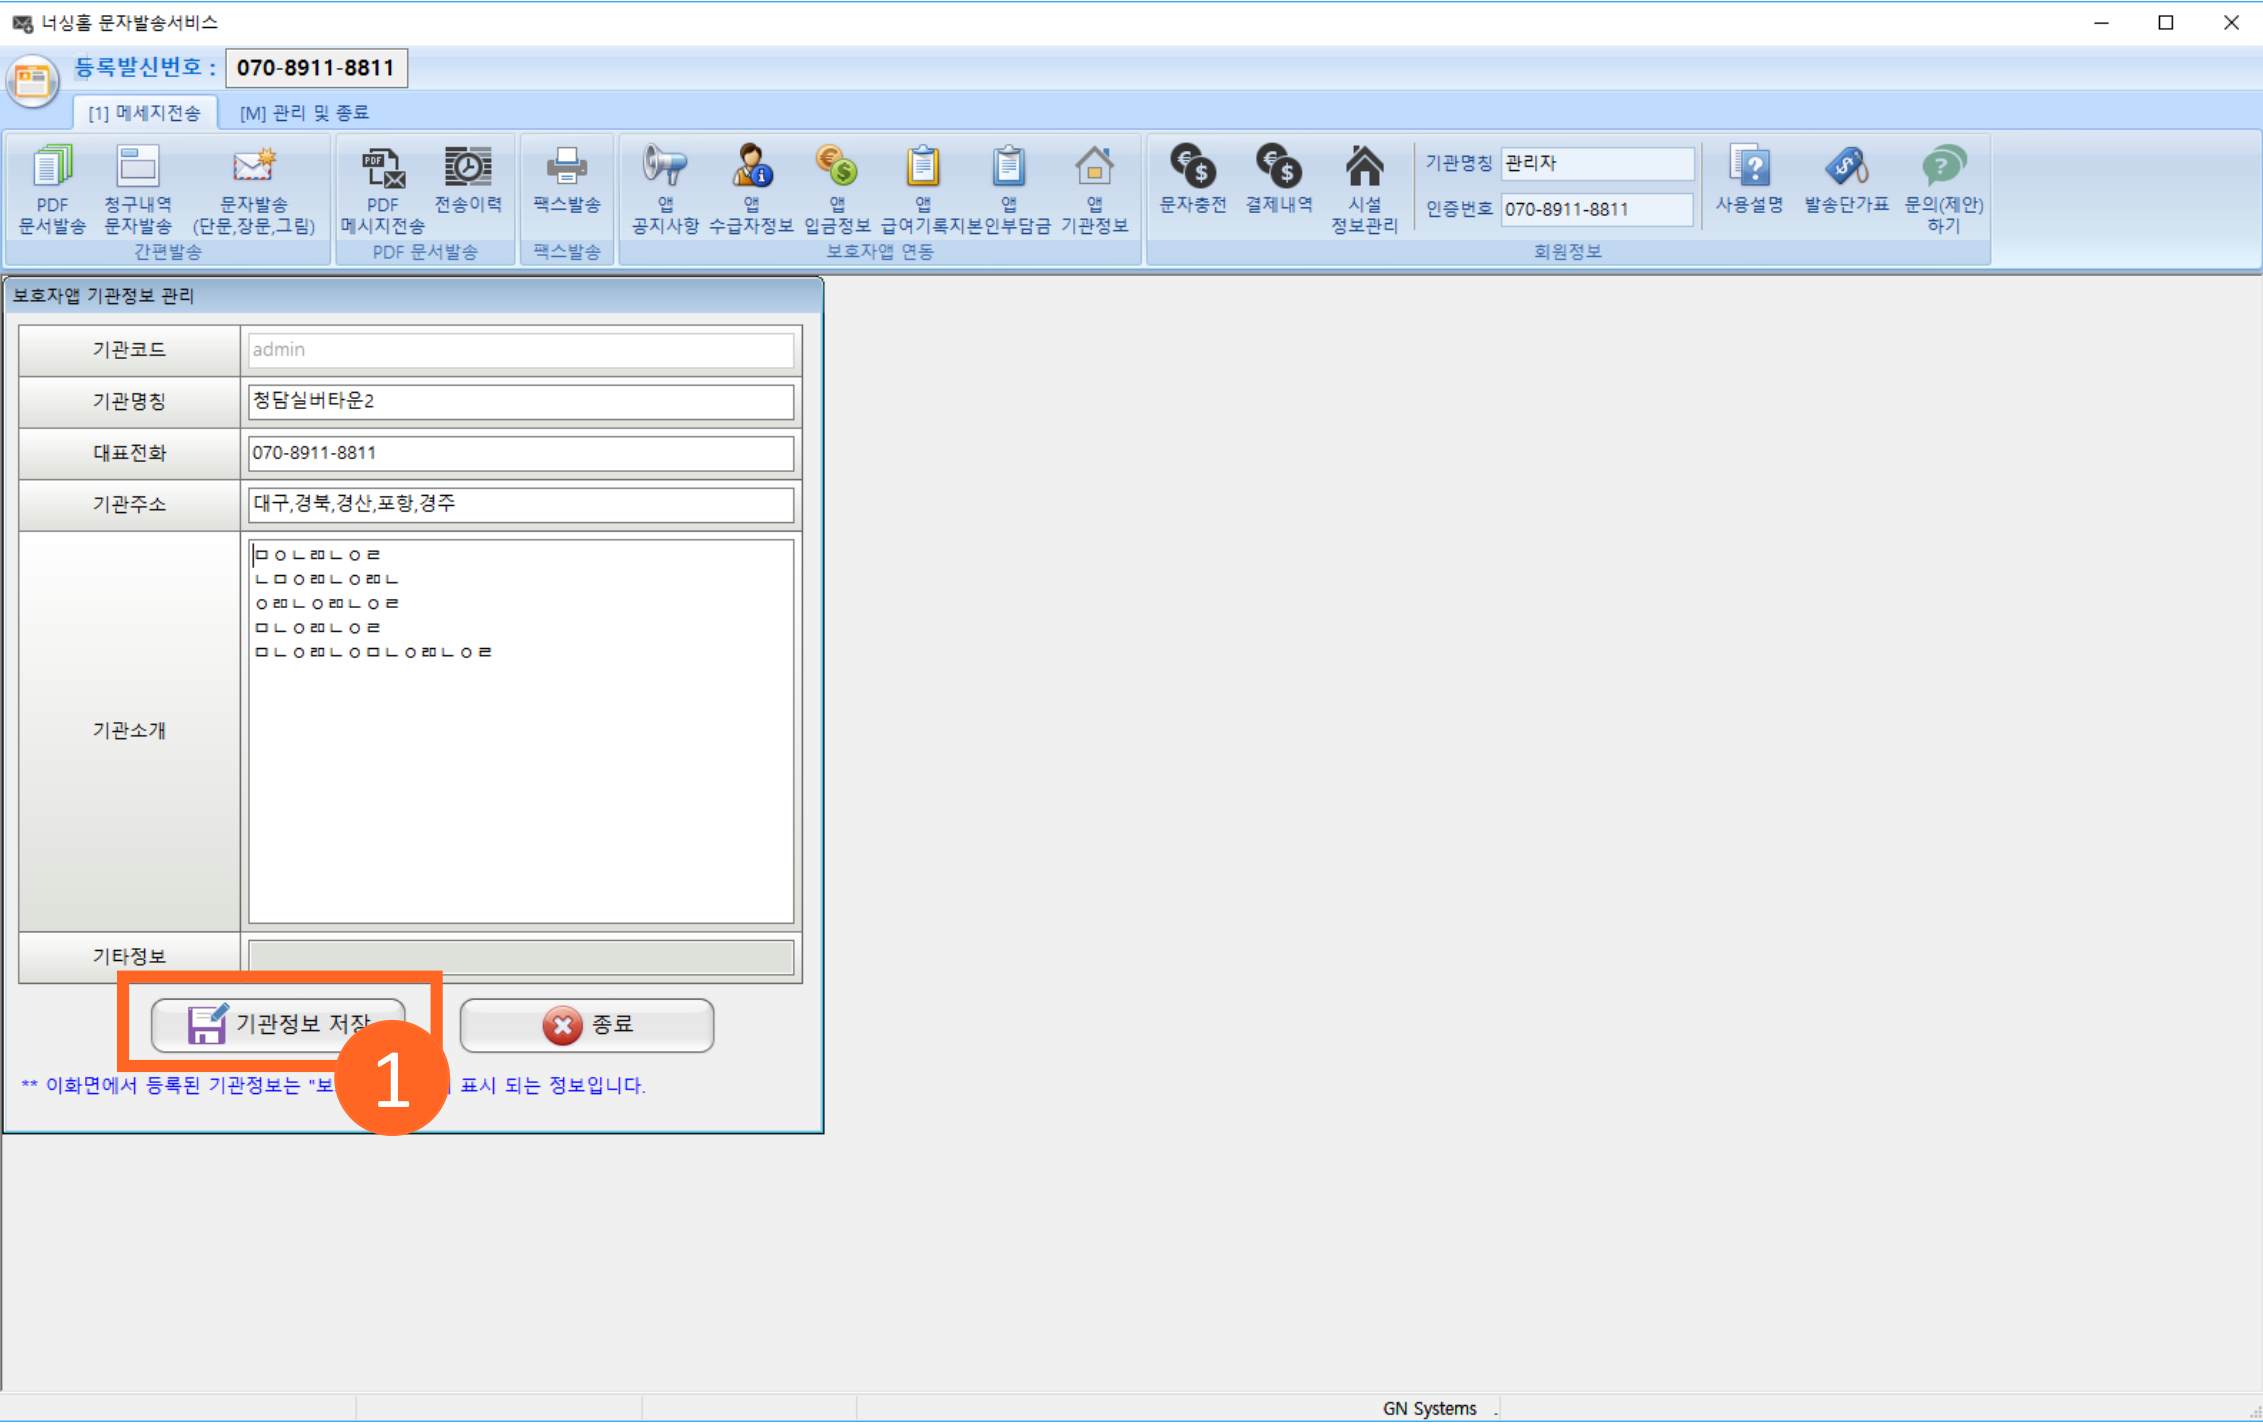 너싱홈 문자발송서비스
등록발신번호 : 070-8911-8811
[1] 메세지전송 [M] 관리 및 종료
PDF 문서발송
청구내역 문자발송
문자발송 (단문,장문,그림)
간편발송
PDF 메시지전송
전송이력
PDF 문서발송
팩스발송
팩스발송
앱 공지사항
앱 수급자정보
앱 입금정보
앱 급여기록지
앱 본인부담금
앱 기관정보
보호자앱 연동
문자충전
결제내역
시설 정보관리
기관명칭 관리자
인증번호 070-8911-8811
사용설명
발송단가표
문의(제안) 하기
회원정보
보호자앱 기관정보 관리
기관코드 admin
기관명칭 청담실버타운2
대표전화 070-8911-8811
기관주소 대구,경북,경산,포항,경주
기관소개
ㅁㅇㄴㄻㄴㅇㄹ
ㄴㅁㅇㄻㄴㅇㄻㄴ
ㅇㄻㄴㅇㄻㄴㅇㄹ
ㅁㄴㅇㄻㄴㅇㄹ
ㅁㄴㅇㄻㄴㅇㅁㄴㅇㄻㄴㅇㄹ
기타정보
기관정보 저장
종료
1
** 이화면에서 등록된 기관정보는 "보 표시 되는 정보입니다.
GN Systems .